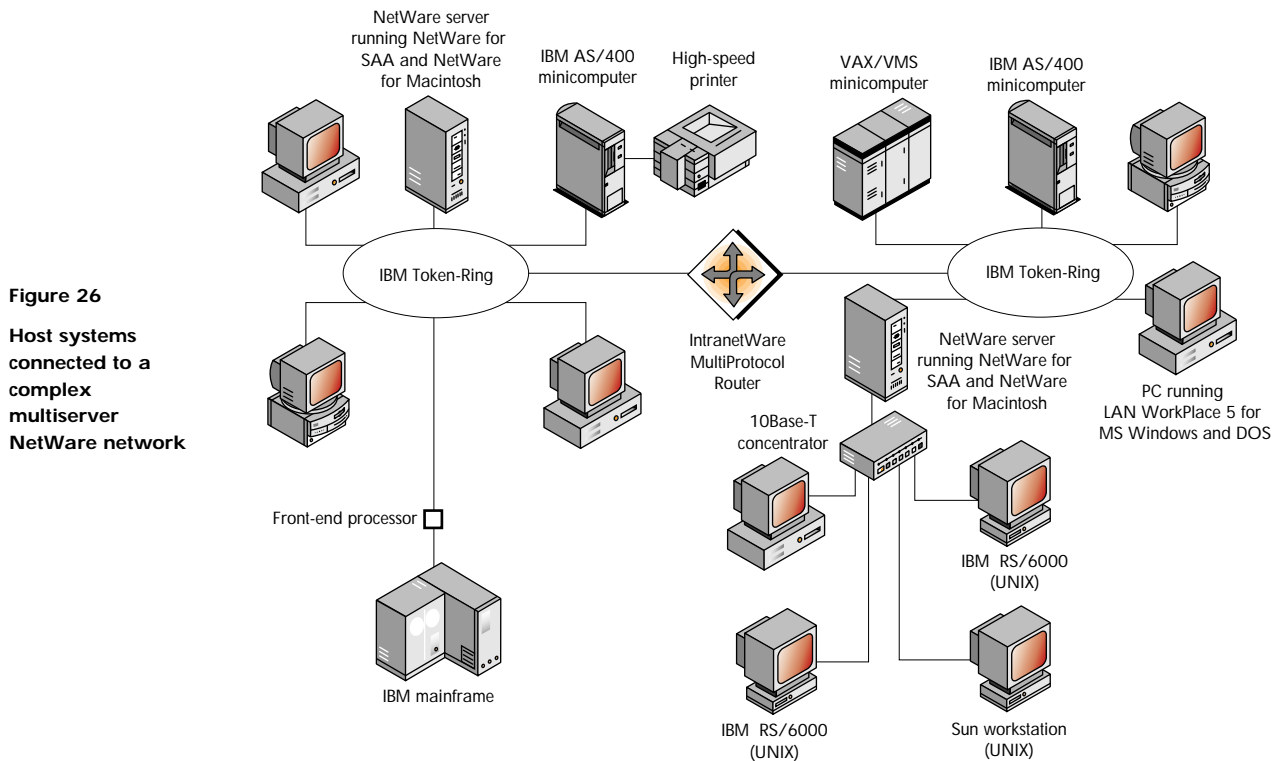 NetWare server
running NetWare for
SAA and NetWare
for Macintosh
IBM AS/400
minicomputer
High-speed
printer
VAX/VMS
minicomputer
IBM AS/400
minicomputer
IBM Token-Ring
IBM Token-Ring
Figure 26
Host systems
connected to a
complex
multiserver
NetWare network
IntranetWare
MultiProtocol
Router
NetWare server
running NetWare for
SAA and NetWare
for Macintosh
PC running
LAN WorkPlace 5 for
MS Windows and DOS
10Base-T
concentrator
Front-end processor
IBM RS/6000
(UNIX)
IBM mainframe
IBM RS/6000
(UNIX)
Sun workstation
(UNIX)